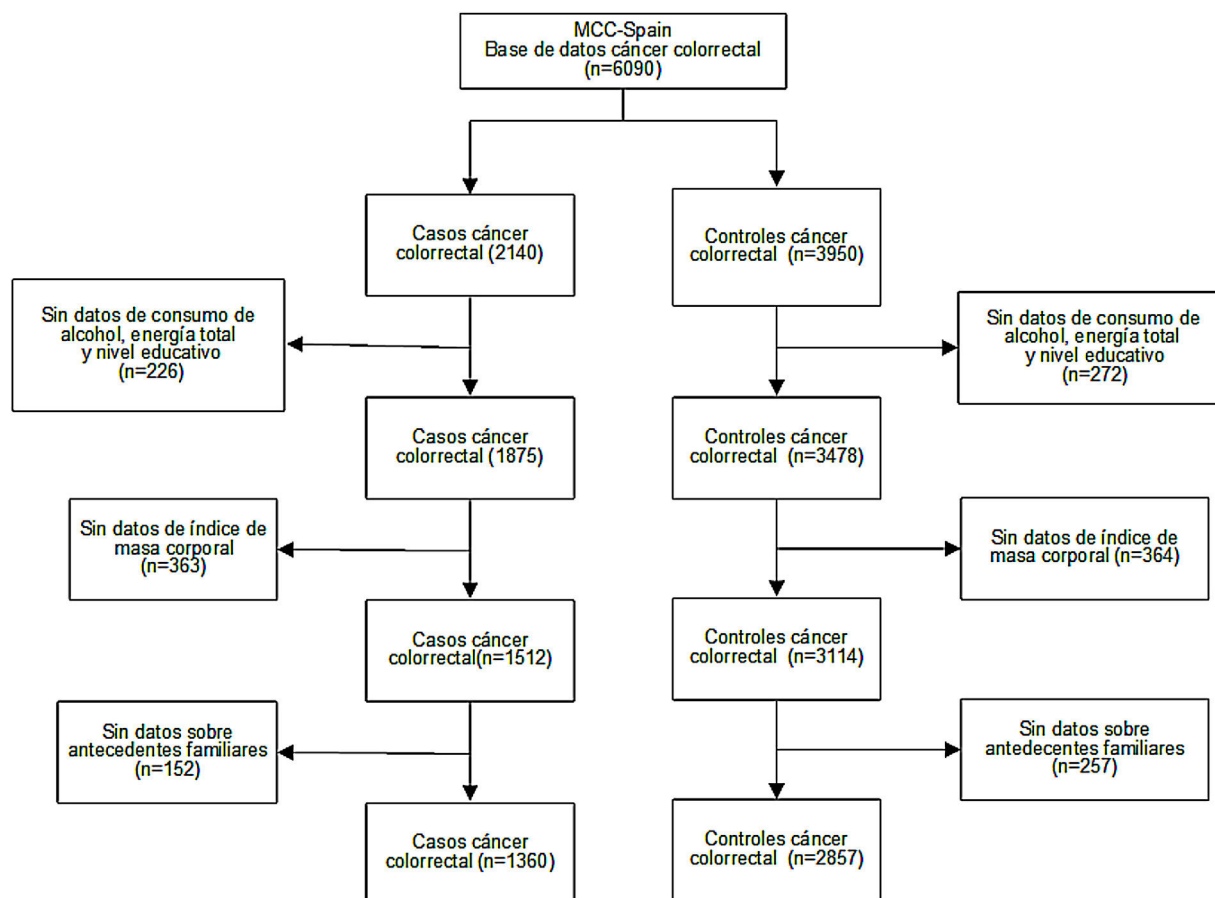 MCC-Spain
Base de datos cáncer colorrectal
(n=6090)
Casos cáncer
colorrectal (2140)
Controles cáncer
colorrectal (n=3950)
Sin datos de consumo de
alcohol, energía total
y nivel educativo
(n=226)
Sin datos de consumo de
alcohol, energía total
y nivel educativo
(n=272)
Casos cáncer
colorrectal (1875)
Controles cáncer
colorrectal (n=3478)
Sin datos de índice de
masa corporal
(n=363)
Sin datos de índice de
masa corporal (n=364)
Casos cáncer
colorrectal(n=1512)
Controles cáncer
colorrectal (n=3114)
Sin datos sobre
antecedentes familiares
(n=152)
Sin datos sobre
antedecentes familiares
(n=257)
Casos cáncer
colorrectal (n=1360)
Controles cáncer
colorrectal (n=2857)